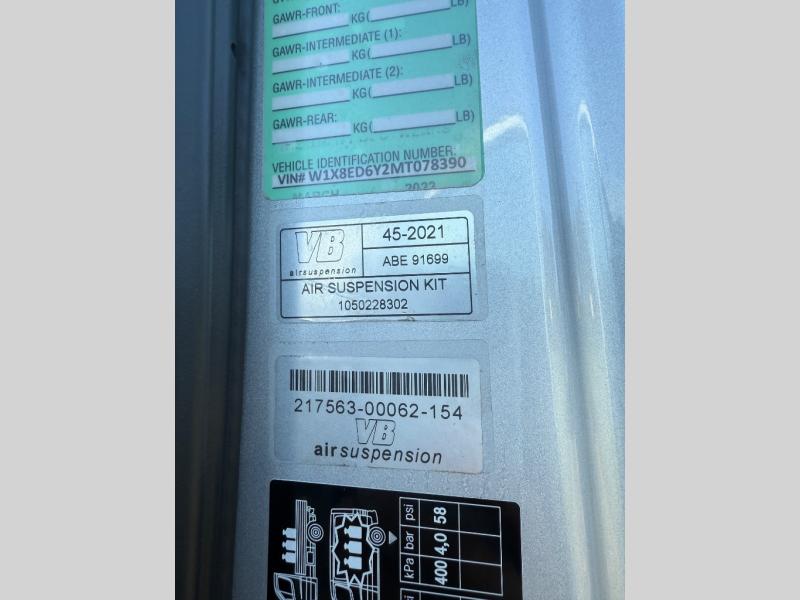 GAWR-FRONT:
KG( LB)
GAWR-INTERMEDIATE (1):
KG( LB)
GAWR-INTERMEDIATE (2):
KG( LB)
GAWR-REAR:
KG( LB)
VEHICLE IDENTIFICATION NUMBER:
VIN# W1X8ED6Y2MT078390
MARCH 2022
VB
airsuspension
45-2021
ABE 91699
AIR SUSPENSION KIT
1050228302
217563-00062-154
VB
airsuspension
psi 58
bar 4,0
kPa 400